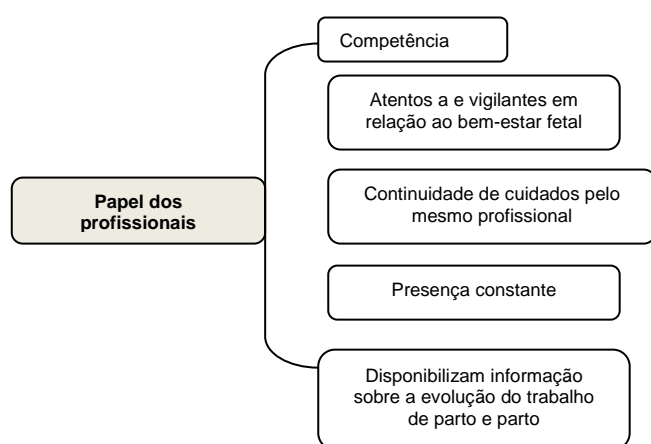 Competência
Atentos a e vigilantes em
relação ao bem-estar fetal
Papel dos
profissionais
Continuidade de cuidados pelo
mesmo profissional
Presença constante
Disponibilizam informação
sobre a evolução do trabalho
de parto e parto